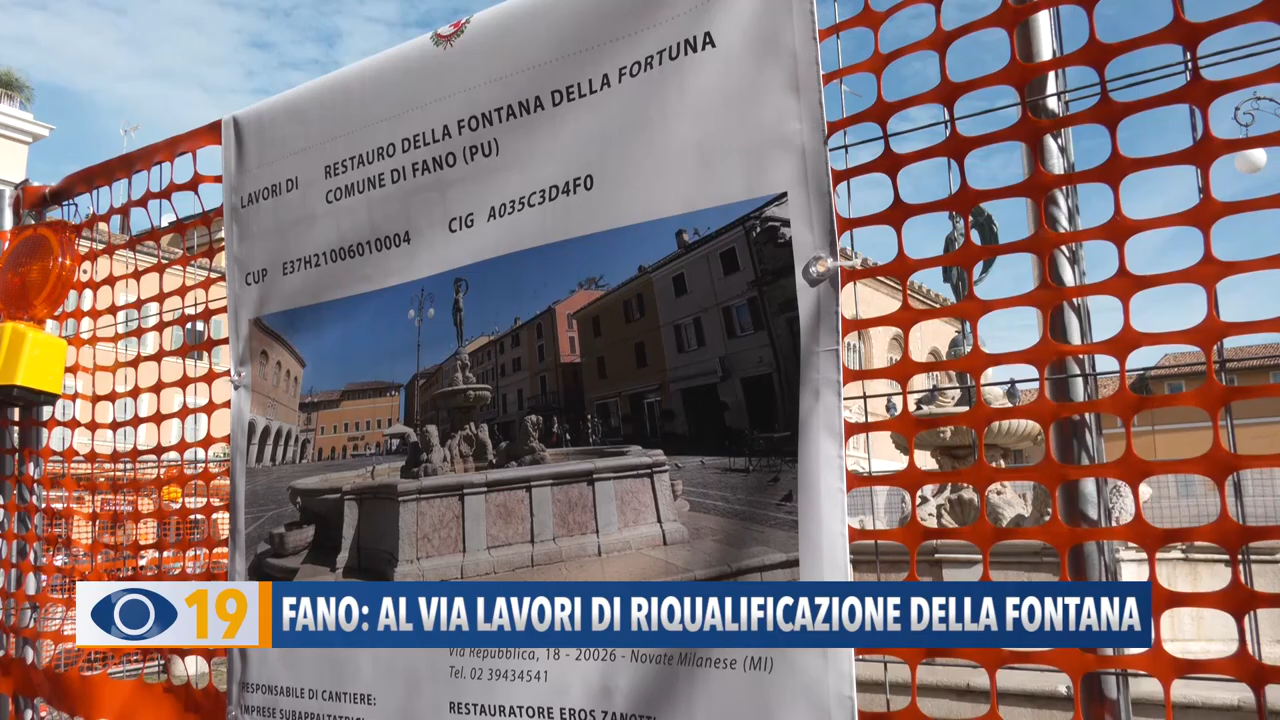 LAVORI DI
RESTAURO DELLA FONTANA DELLA FORTUNA
COMUNE DI FANO (PU)
CUP E37H21006010004
CIG A035C3D4F0
19
FANO: AL VIA LAVORI DI RIQUALIFICAZIONE DELLA FONTANA
Via Repubblica, 18 - 20026 - Novate Milanese (MI)
Tel. 02 39434541
RESPONSABILE DI CANTIERE:
IMPRESE SUBAPPALTATRICI
RESTAURATORE EROS ZANOTTI